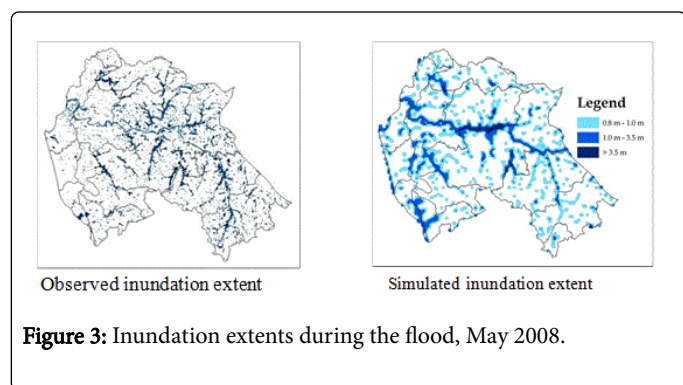 Legend
0.8 m - 1.0 m
1.0 m - 3.5 m
> 3.5 m
Observed inundation extent
Simulated inundation extent
Figure 3: Inundation extents during the flood, May 2008.